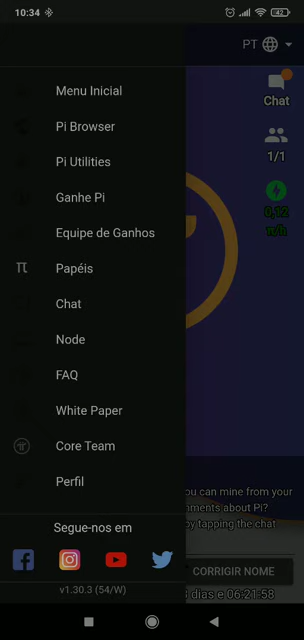 10:34
42
PT
Menu Inicial
Pi Browser
Pi Utilities
Ganhe Pi
Equipe de Ganhos
π Papéis
Chat
Node
FAQ
White Paper
Core Team
Perfil
Segue-nos em
v1.30.3 (54/W)
Chat
1/1
0,12
π/h
ou can mine from your
mments about Pi?
by tapping the chat
CORRIGIR NOME
dias e 06:21:58